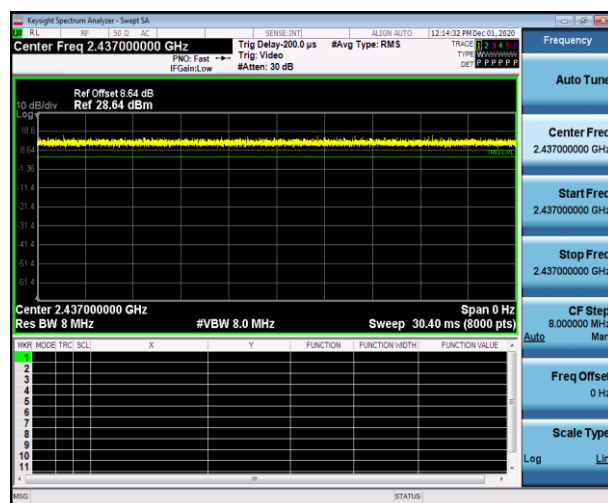 Keysight Spectrum Analyzer - Swept SA
RL RF 50 Ω AC SENSE:INT ALIGN AUTO 12:14:32 PM Dec 01, 2020
Center Freq 2.437000000 GHz
PNO: Fast
IFGain:Low
Trig Delay-200.0 µs
Trig: Video
#Atten: 30 dB
#Avg Type: RMS
TRACE 1 2 3 4 5 6
TYPE WWWWWW
DET P P P P P P
Ref Offset 8.64 dB
Ref 28.64 dBm
10 dB/div
Log
18.6
8.64
-1.36
-11.4
-21.4
-31.4
-41.4
-51.4
-61.4
TRIG LVL
Center 2.437000000 GHz
Span 0 Hz
Res BW 8 MHz
#VBW 8.0 MHz
Sweep 30.40 ms (8000 pts)
MKR MODE TRC SCL X Y FUNCTION FUNCTION WIDTH FUNCTION VALUE
1
2
3
4
5
6
7
8
9
10
11
MSG
STATUS
Frequency
Auto Tune
Center Freq
2.437000000 GHz
Start Freq
2.437000000 GHz
Stop Freq
2.437000000 GHz
CF Step
8.000000 MHz
Auto Man
Freq Offset
0 Hz
Scale Type
Log Lin